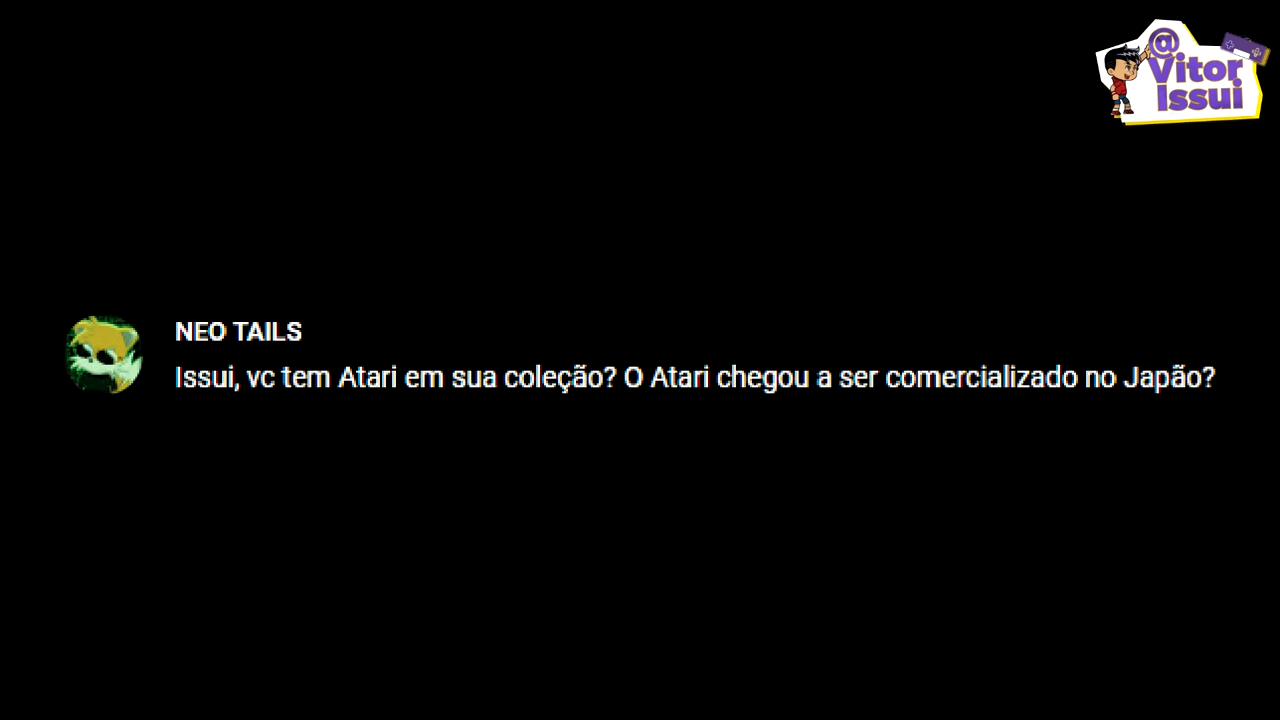 @
Vitor
Issui
NEO TAILS
Issui, vc tem Atari em sua coleção? O Atari chegou a ser comercializado no Japão?